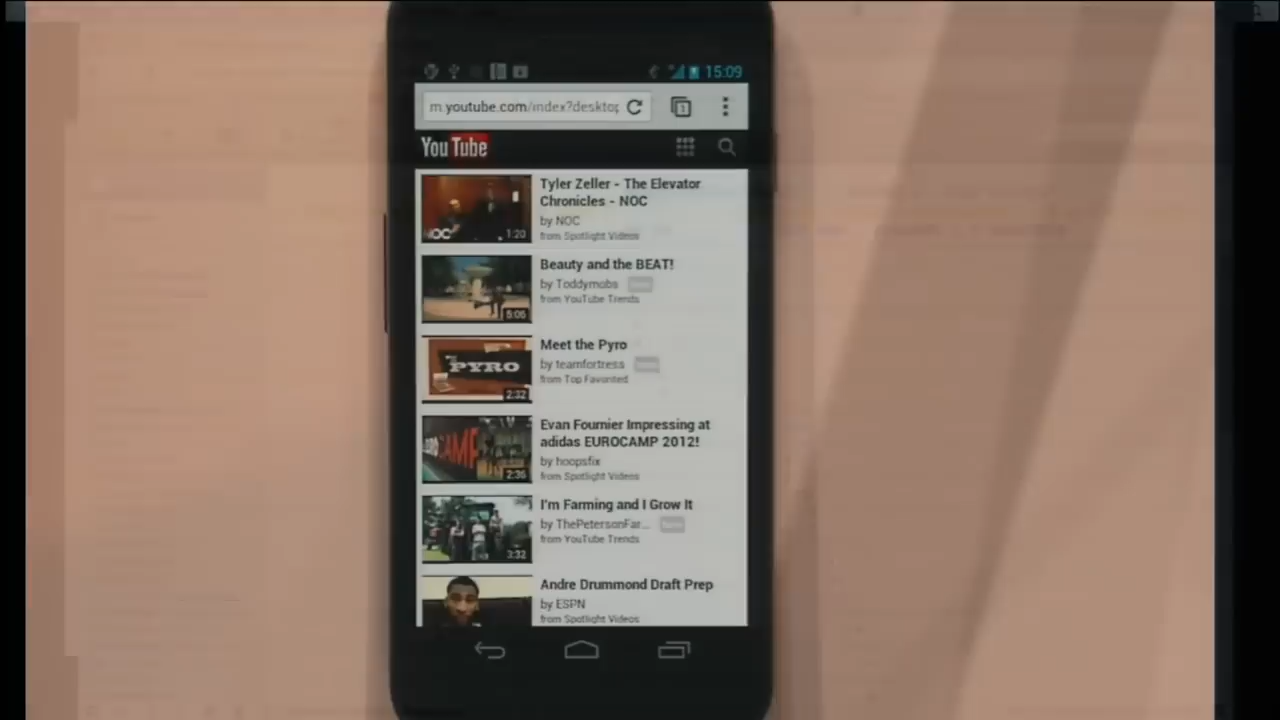 15:09
m.youtube.com/index?desktop
1
YouTube
Tyler Zeller - The Elevator
Chronicles - NOC
by NOC
from Spotlight Videos
NOC
1:20
Beauty and the BEAT!
by Toddymobs
from YouTube Trends
5:06
Meet the Pyro
by teamfortress
from Top Favorited
PYRO
2:32
Evan Fournier Impressing at
adidas EUROCAMP 2012!
by hoopsfix
from Spotlight Videos
2:36
I'm Farming and I Grow It
by ThePetersonFar...
from YouTube Trends
3:32
Andre Drummond Draft Prep
by ESPN
from Spotlight Videos